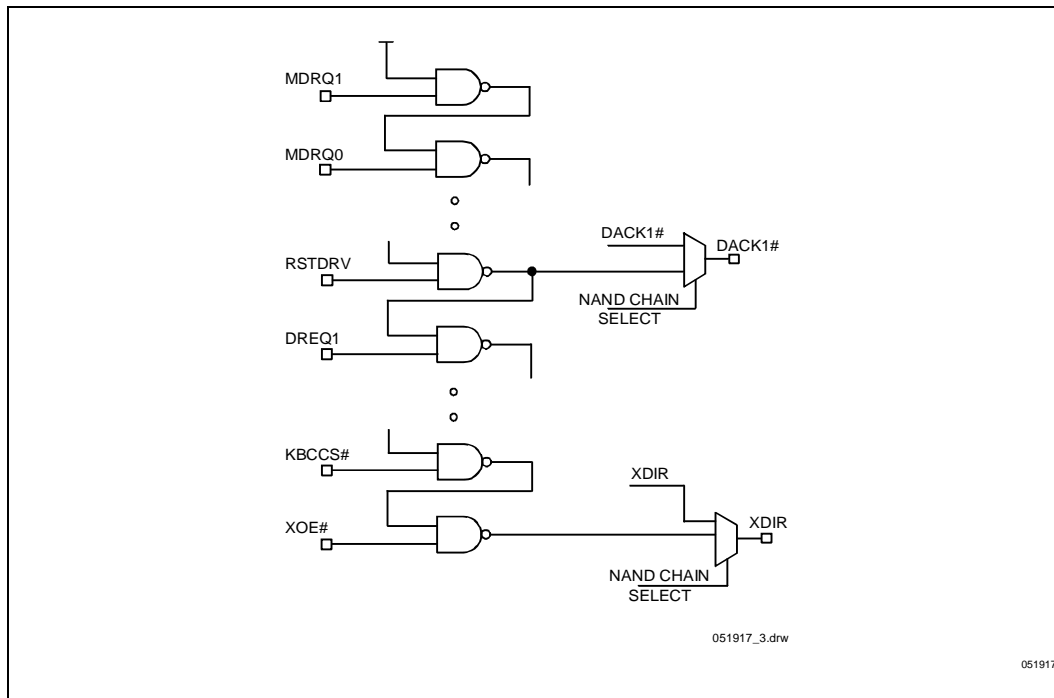 MDRQ1
MDRQ0
DACK1#
DACK1#
RSTDRV
NAND CHAIN
SELECT
DREQ1
KBCCS#
XDIR
XOE#
XDIR
NAND CHAIN
SELECT
051917_3.drw
051917